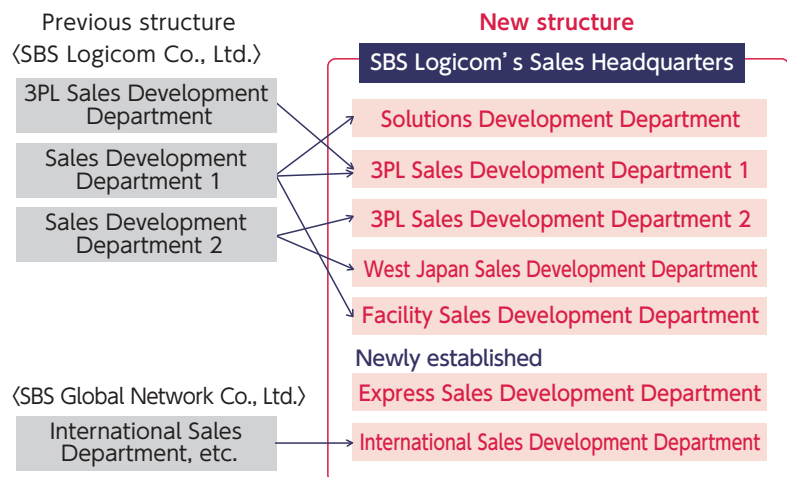 Previous structure
〈SBS Logicom Co., Ltd.〉
3PL Sales Development
Department
Sales Development
Department 1
Sales Development
Department 2
〈SBS Global Network Co., Ltd.〉
International Sales
Department, etc.
New structure
SBS Logicom’s Sales Headquarters
Solutions Development Department
3PL Sales Development Department 1
3PL Sales Development Department 2
West Japan Sales Development Department
Facility Sales Development Department
Newly established
Express Sales Development Department
International Sales Development Department